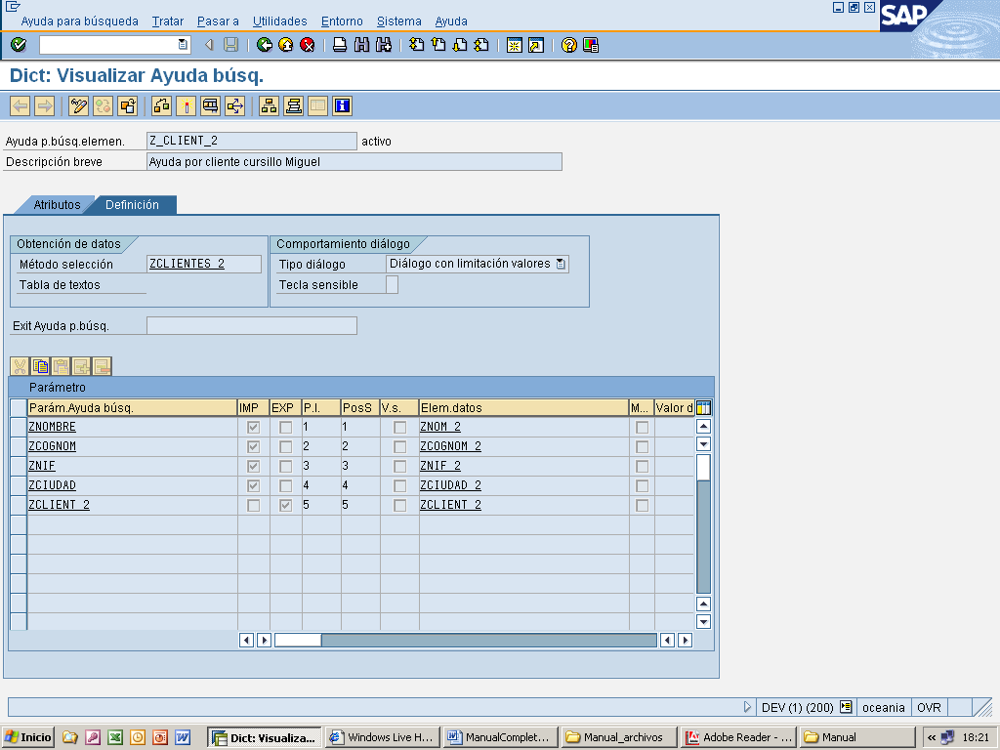 Ayuda para búsqueda Tratar Pasar a Utilidades Entorno Sistema Ayuda
SAP
Dict: Visualizar Ayuda búsq.
Ayuda p.búsq.elemen. Z_CLIENT_2 activo
Descripción breve Ayuda por cliente cursillo Miguel
Atributos Definición
Obtención de datos Comportamiento diálogo
Método selección ZCLIENTES_2 Tipo diálogo Diálogo con limitación valores
Tabla de textos Tecla sensible
Exit Ayuda p.búsq.
Parámetro
Parám.Ayuda búsq. IMP EXP P.I. PosS V.s. Elem.datos M... Valor d
ZNOMBRE 1 1 ZNOM_2
ZCOGNOM 2 2 ZCOGNOM_2
ZNIF 3 3 ZNIF_2
ZCIUDAD 4 4 ZCIUDAD_2
ZCLIENT_2 5 5 ZCLIENT_2
DEV (1) (200) oceania OVR
Inicio Dict: Visualiza... Windows Live H... ManualComplet... Manual_archivos Adobe Reader - ... Manual « 18:21